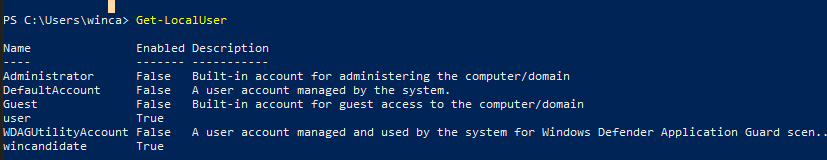 PS C:\Users\winca> Get-LocalUser
Name Enabled Description
---- ------- -----------
Administrator False Built-in account for administering the computer/domain
DefaultAccount False A user account managed by the system.
Guest False Built-in account for guest access to the computer/domain
user True
WDAGUtilityAccount False A user account managed and used by the system for Windows Defender Application Guard scen..
wincandidate True